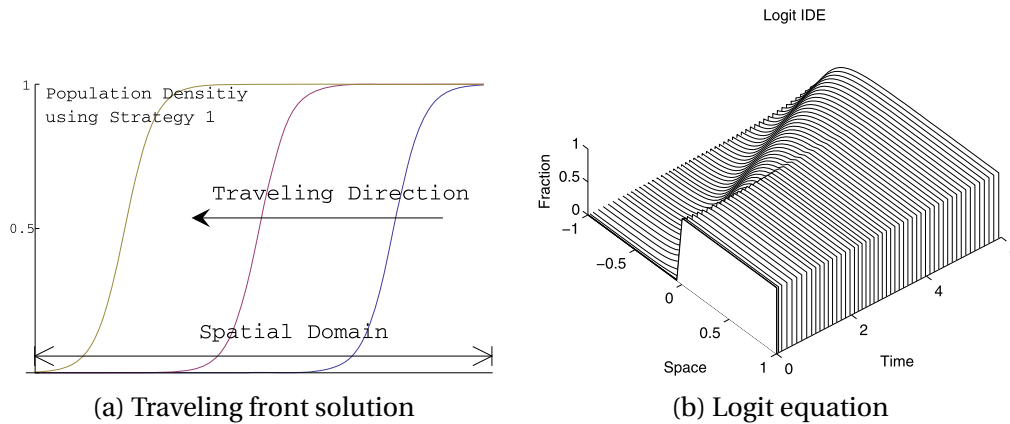 1
Population Densitiy
using Strategy 1
Traveling Direction
0.5
Spatial Domain
(a) Traveling front solution
Logit IDE
Fraction
1
0.5
0
−1
−0.5
0
0.5
1
Space
0
2
4
Time
(b) Logit equation